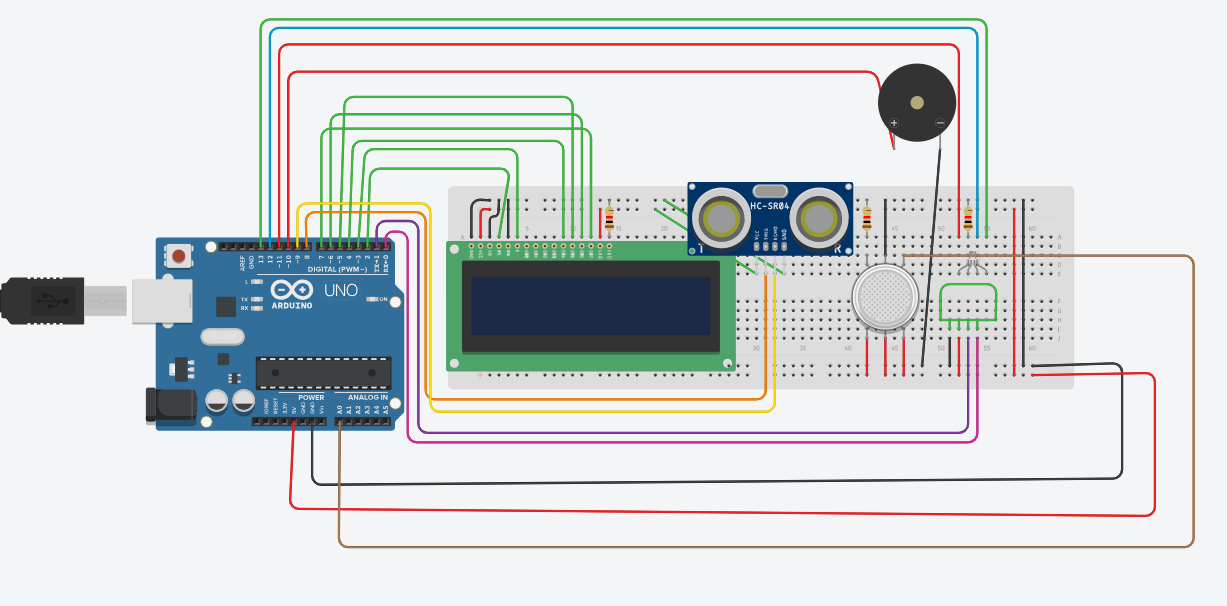 HC-SR04
T
R
VCC
TRIG
ECHO
GND
AREF
GND
13
12
~11
~10
~9
8
7
~6
~5
4
~3
2
TX→1
RX←0
DIGITAL (PWM~)
L
TX
RX
ARDUINO
UNO
ON
POWER
ANALOG IN
IOREF
RESET
3.3V
5V
GND
GND
Vin
A0
A1
A2
A3
A4
A5
5
15
20
45
55
60
30
35
40
45
50
55
60